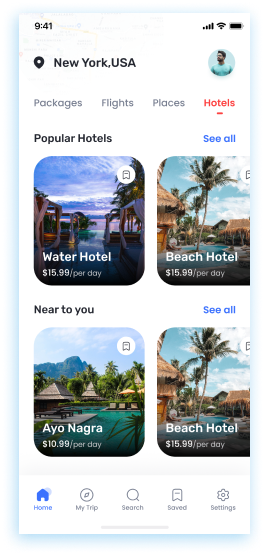 9:41
New York,USA
Packages Flights Places Hotels
Popular Hotels See all
Water Hotel Beach Hotel
$15.99/per day $15.99/per day
Near to you See all
Ayo Nagra Beach Hotel
$10.99/per day $15.99/per day
Home My Trip Search Saved Settings